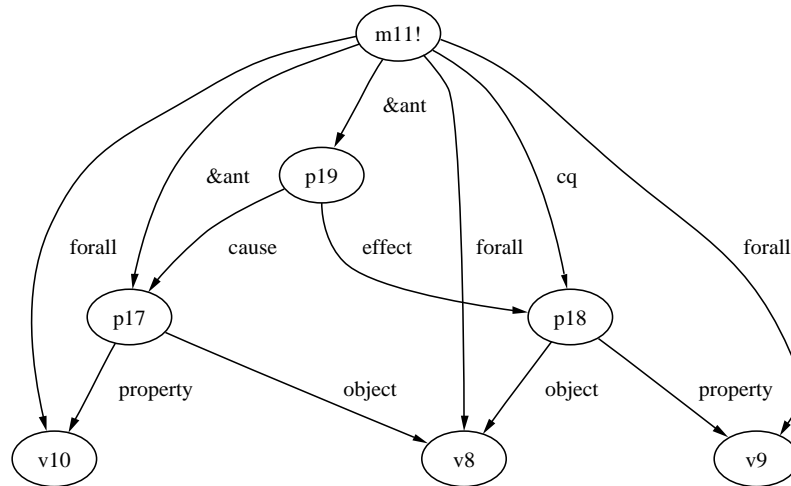 m11!
&ant
p19
&ant
cq
forall
cause
effect
forall
forall
p17
p18
property
object
object
property
v10
v8
v9